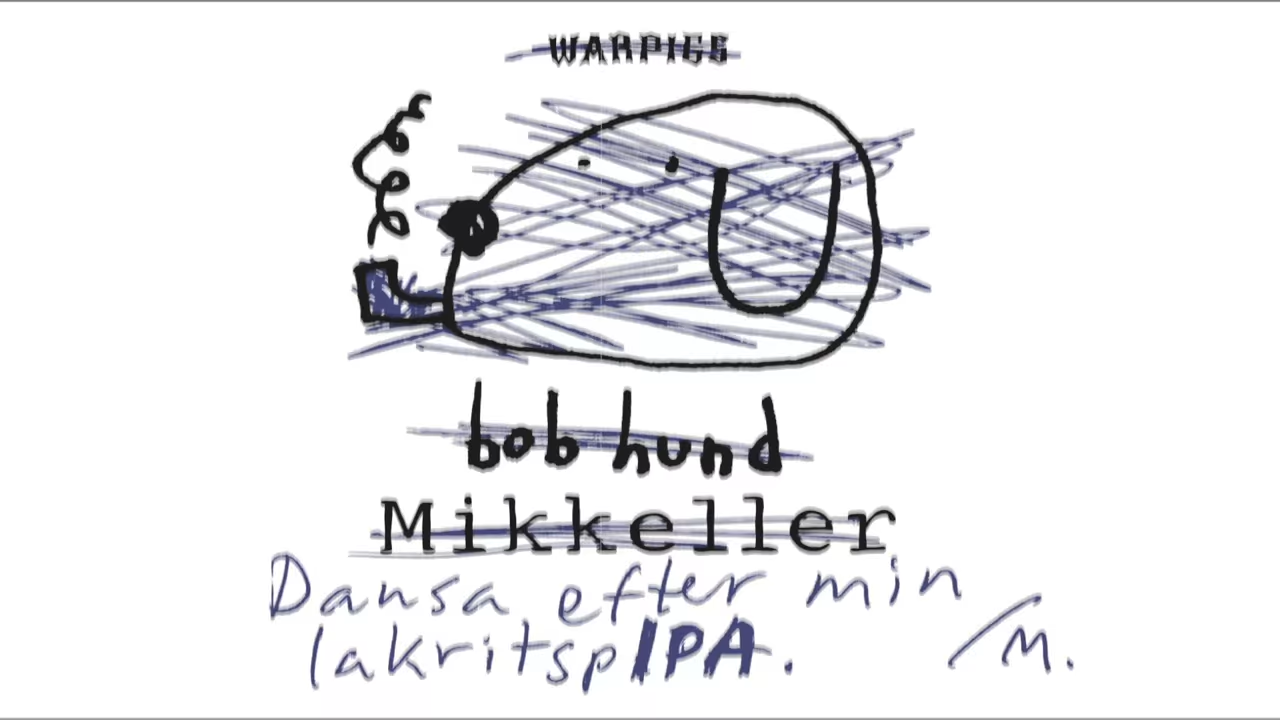 WARPIGS
bob hund
Mikkeller
Dansa efter min
lakritspIPA.
/M.